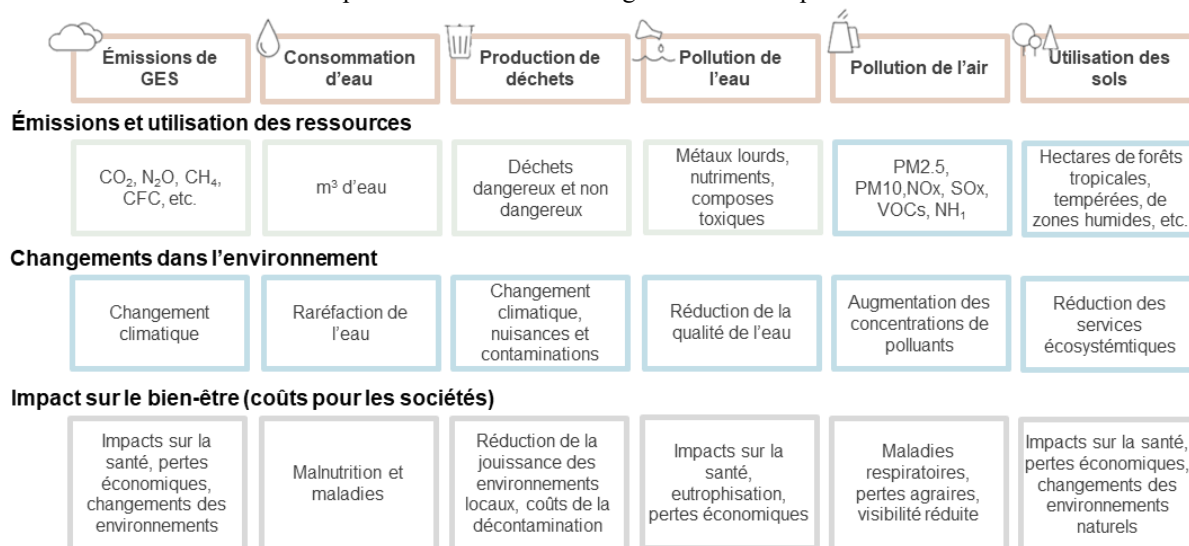 Émissions de
GES
Consommation
d'eau
Production de
déchets
Pollution de
l'eau
Pollution de l'air
Utilisation des
sols
Émissions et utilisation des ressources
CO₂, N₂O, CH₄,
CFC, etc.
m³ d'eau
Déchets
dangereux et non
dangereux
Métaux lourds,
nutriments,
composes
toxiques
PM2.5,
PM10,NOx, SOx,
VOCs, NH₁
Hectares de forêts
tropicales,
tempérées, de
zones humides, etc.
Changements dans l'environnement
Changement
climatique
Raréfaction de
l'eau
Changement
climatique,
nuisances et
contaminations
Réduction de la
qualité de l'eau
Augmentation des
concentrations de
polluants
Réduction des
services
écosystémtiques
Impact sur le bien-être (coûts pour les sociétés)
Impacts sur la
santé, pertes
économiques,
changements des
environnements
Malnutrition et
maladies
Réduction de la
jouissance des
environnements
locaux, coûts de la
décontamination
Impacts sur la
santé,
eutrophisation,
pertes économiques
Maladies
respiratoires,
pertes agraires,
visibilité réduite
Impacts sur la santé,
pertes économiques,
changements des
environnements
naturels